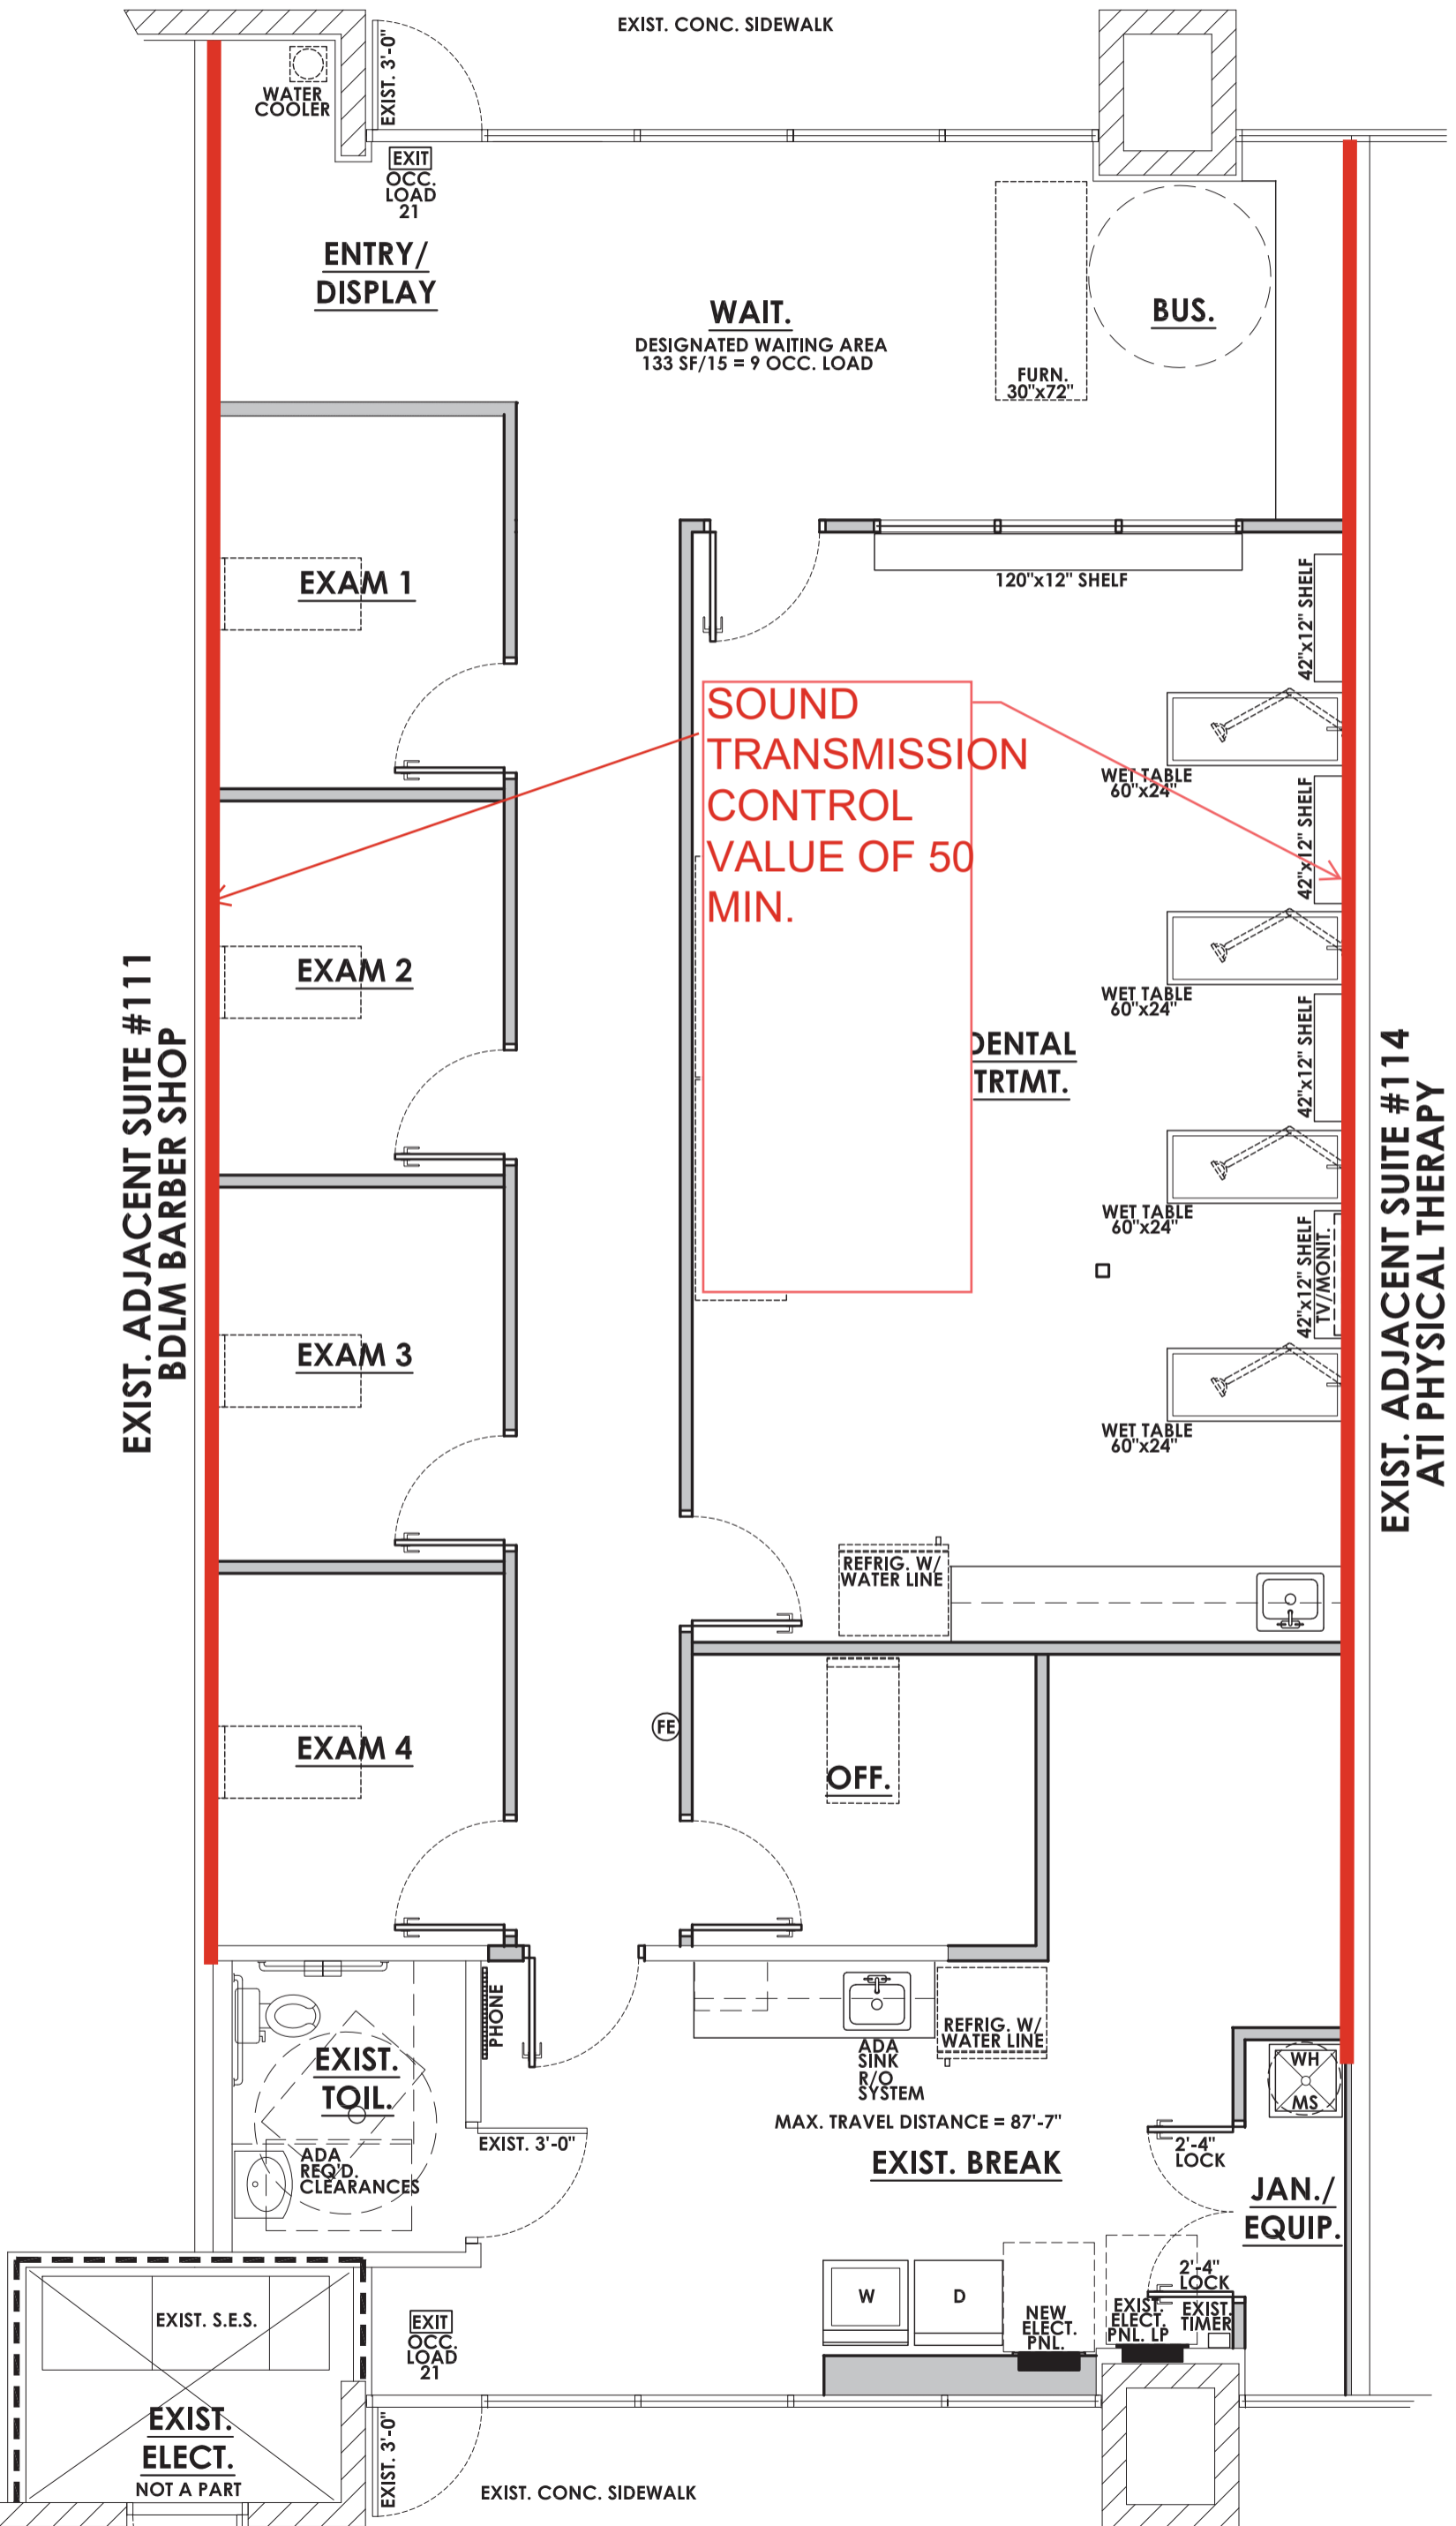 EXIST. CONC. SIDEWALK
EXIST. 3'-0"
WATER
COOLER
EXIT
OCC.
LOAD
21
ENTRY/
DISPLAY
WAIT.
DESIGNATED WAITING AREA
133 SF/15 = 9 OCC. LOAD
BUS.
FURN.
30"x72"
120"x12" SHELF
42"x12" SHELF
EXAM 1
SOUND
TRANSMISSION
CONTROL
VALUE OF 50
MIN.
WET TABLE
60"x24"
42"x12" SHELF
EXAM 2
WET TABLE
60"x24"
EXIST. ADJACENT SUITE #111
BDLM BARBER SHOP
DENTAL
TRTMT.
42"x12" SHELF
EXIST. ADJACENT SUITE #114
ATI PHYSICAL THERAPY
WET TABLE
60"x24"
42"x12" SHELF
TV/MONIT.
EXAM 3
WET TABLE
60"x24"
REFRIG. W/
WATER LINE
FE
EXAM 4
OFF.
PHONE
EXIST.
TOIL.
ADA
REQ'D.
CLEARANCES
EXIST. 3'-0"
ADA
SINK
R/O
SYSTEM
REFRIG. W/
WATER LINE
WH
MS
MAX. TRAVEL DISTANCE = 87'-7"
EXIST. BREAK
2'-4"
LOCK
JAN./
EQUIP.
2'-4"
LOCK
W
D
NEW
ELECT.
PNL.
EXIST.
ELECT.
PNL. LP
EXIST.
TIMER
EXIST. S.E.S.
EXIT
OCC.
LOAD
21
EXIST.
ELECT.
NOT A PART
EXIST. 3'-0"
EXIST. CONC. SIDEWALK